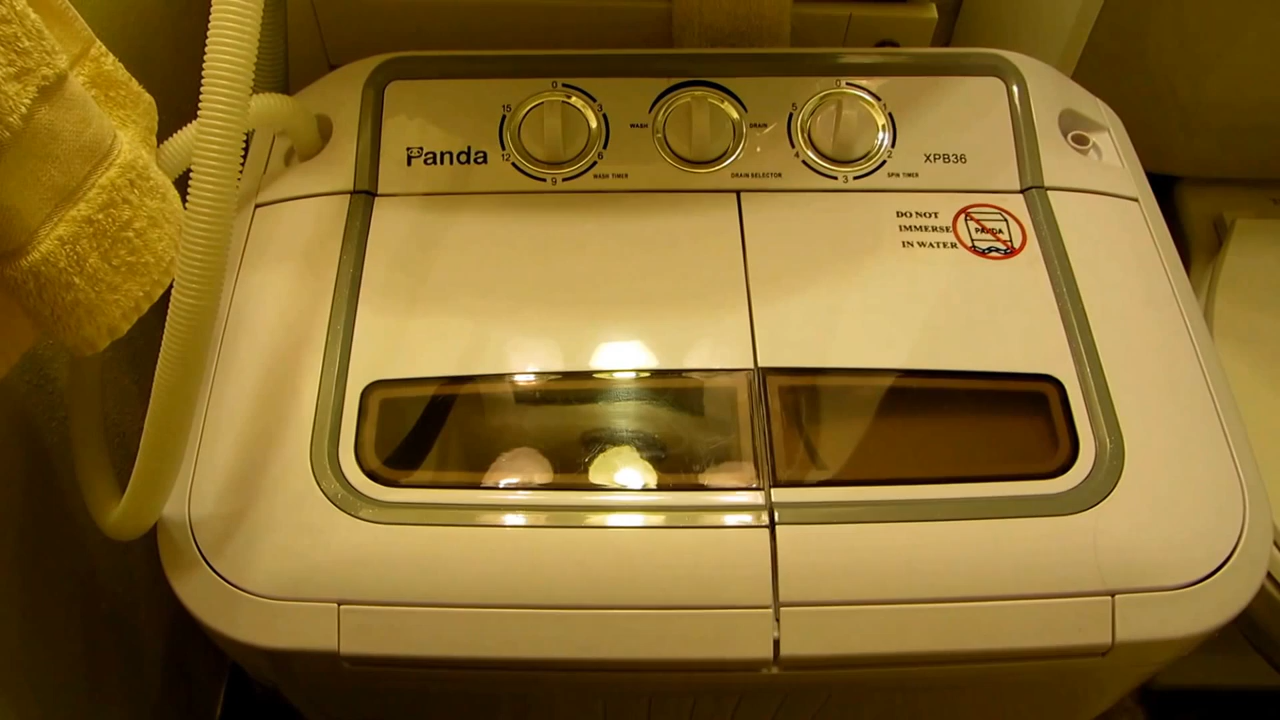 Panda
0
3
6
9
12
15
WASH TIMER
WASH
DRAIN
DRAIN SELECTOR
0
1
2
3
4
5
SPIN TIMER
XPB36
DO NOT
IMMERSE
IN WATER
PANDA